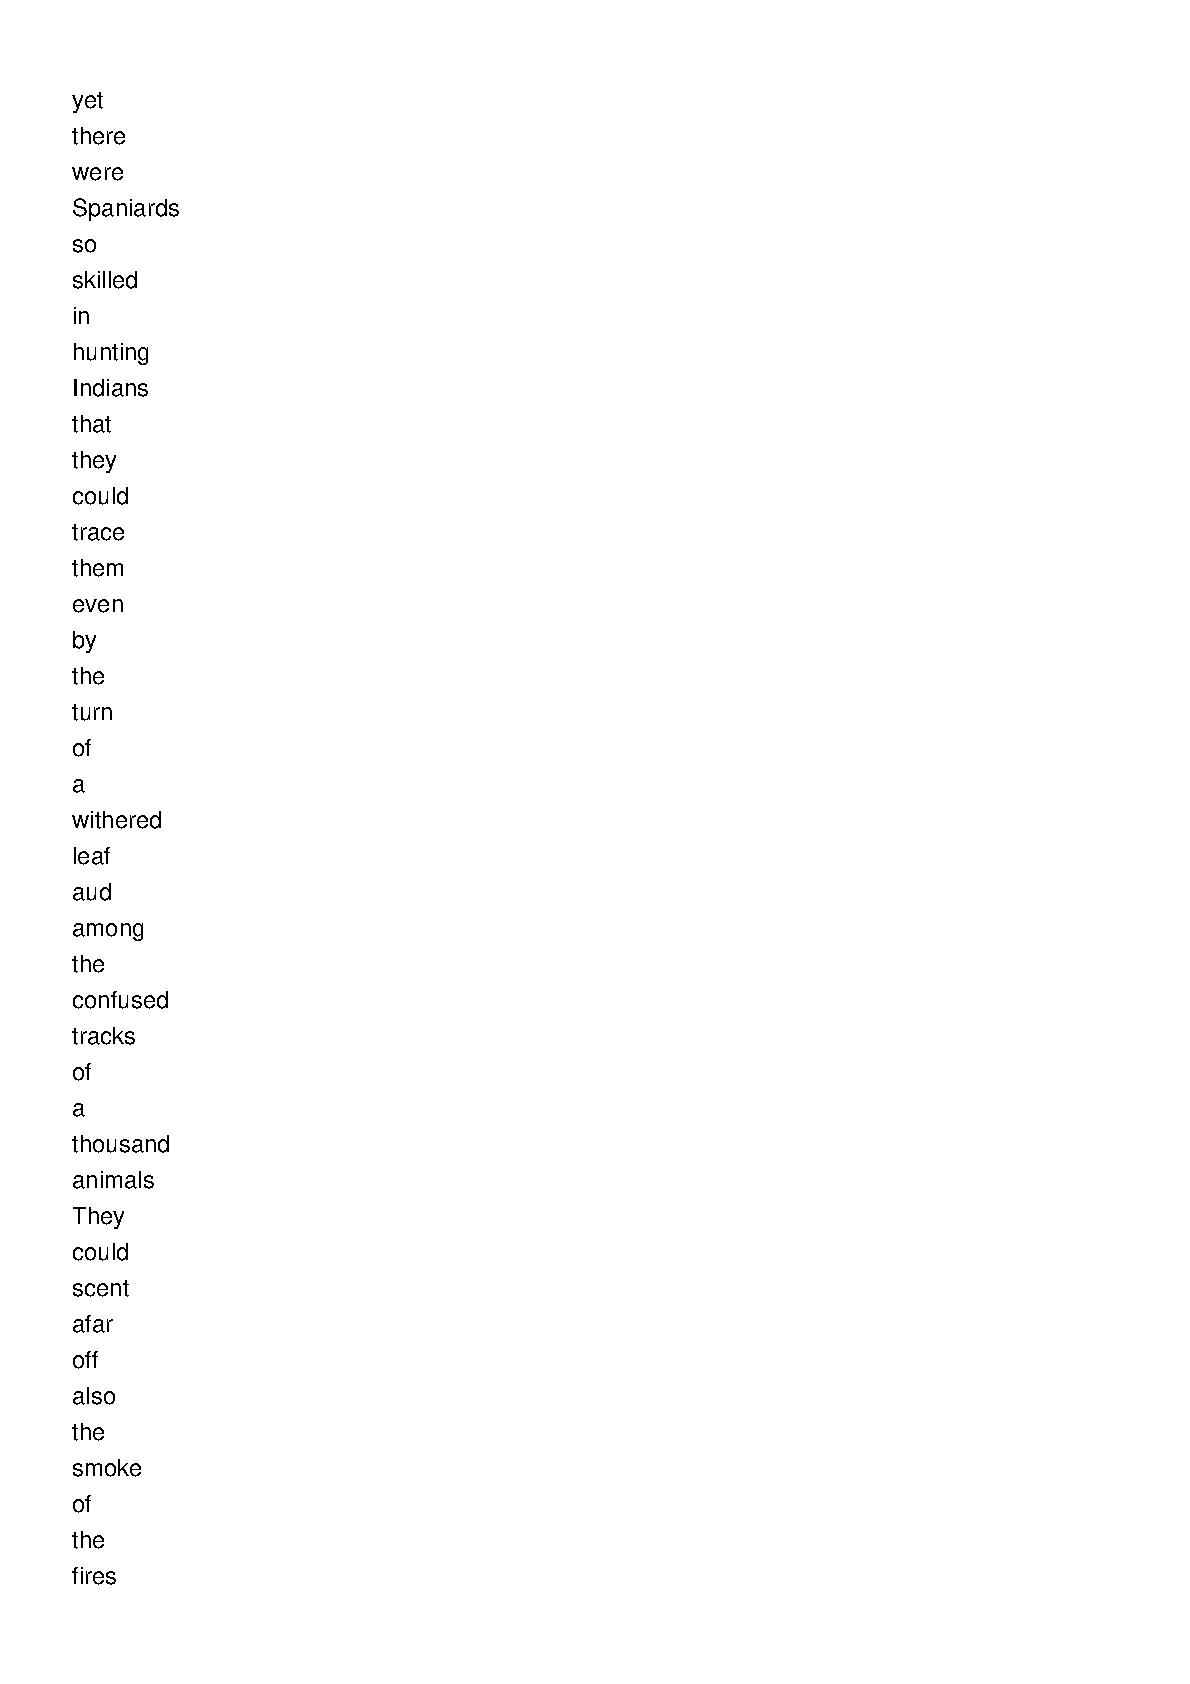 yet
there
were
Spaniards
so
skilled
in
hunting
Indians
that
they
could
trace
them
even
by
the
turn
of
a
withered
leaf
aud
among
the
confused
tracks
of
a
thousand
animals
They
could
scent
afar
off
also
the
smoke
of
the
fires